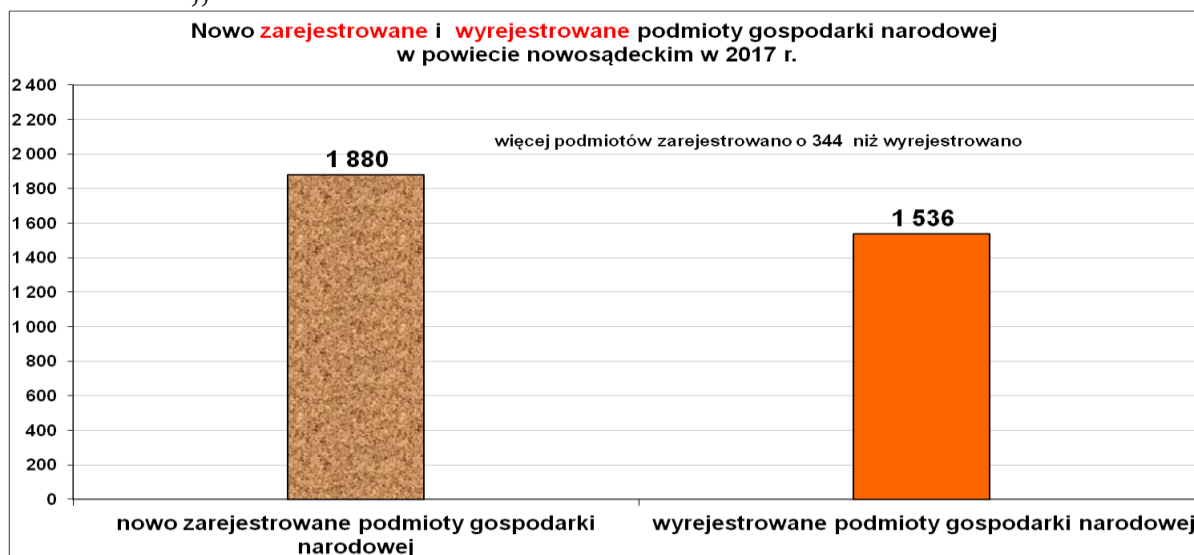 ,,
Nowo zarejestrowane i wyrejestrowane podmioty gospodarki narodowej
w powiecie nowosądeckim w 2017 r.
2 400
2 200
więcej podmiotów zarejestrowano o 344 niż wyrejestrowano
2 000
1 880
1 800
1 600
1 536
1 400
1 200
1 000
800
600
400
200
0
nowo zarejestrowane podmioty gospodarki
narodowej
wyrejestrowane podmioty gospodarki narodowej